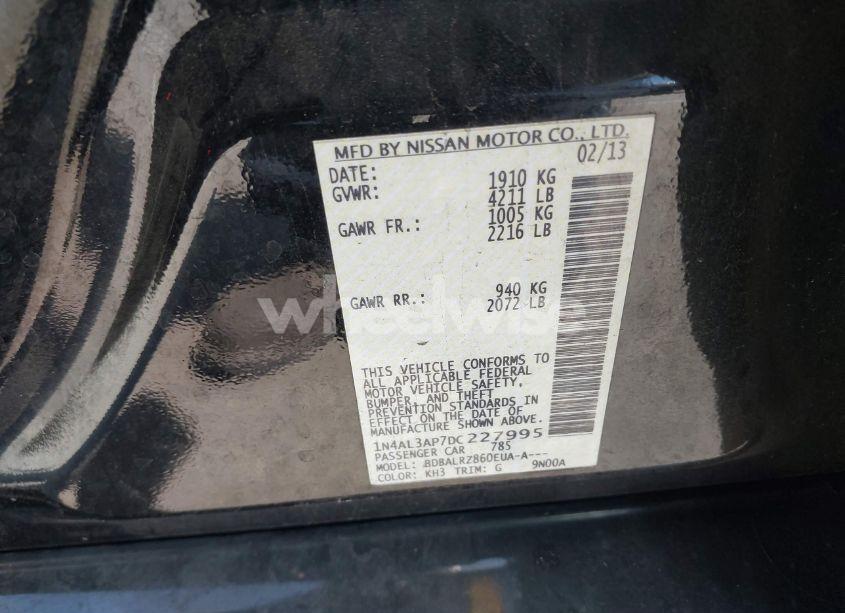 MFD BY NISSAN MOTOR CO., LTD.
DATE: 02/13
GVWR: 1910 KG
4211 LB
GAWR FR.: 1005 KG
2216 LB
GAWR RR.: 940 KG
2072 LB
wheelwise
THIS VEHICLE CONFORMS TO
ALL APPLICABLE FEDERAL
MOTOR VEHICLE SAFETY,
BUMPER, AND THEFT
PREVENTION STANDARDS IN
EFFECT ON THE DATE OF
MANUFACTURE SHOWN ABOVE.
1N4AL3AP7DC227995
PASSENGER CAR 785
MODEL: BDBALRZ860EUA-A---
COLOR: KH3 TRIM: G 9N00A